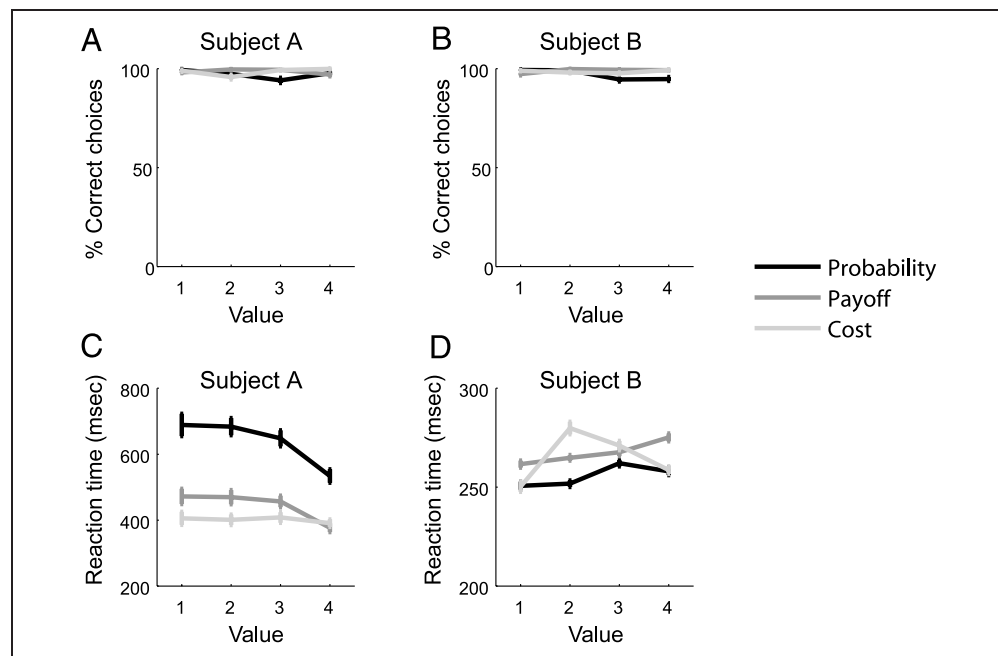 A
Subject A
% Correct choices
100
50
0
1 2 3 4
Value
B
Subject B
% Correct choices
100
50
0
1 2 3 4
Value
Probability
Payoff
Cost
C
Subject A
Reaction time (msec)
800
600
400
200
1 2 3 4
Value
D
Subject B
Reaction time (msec)
300
250
200
1 2 3 4
Value